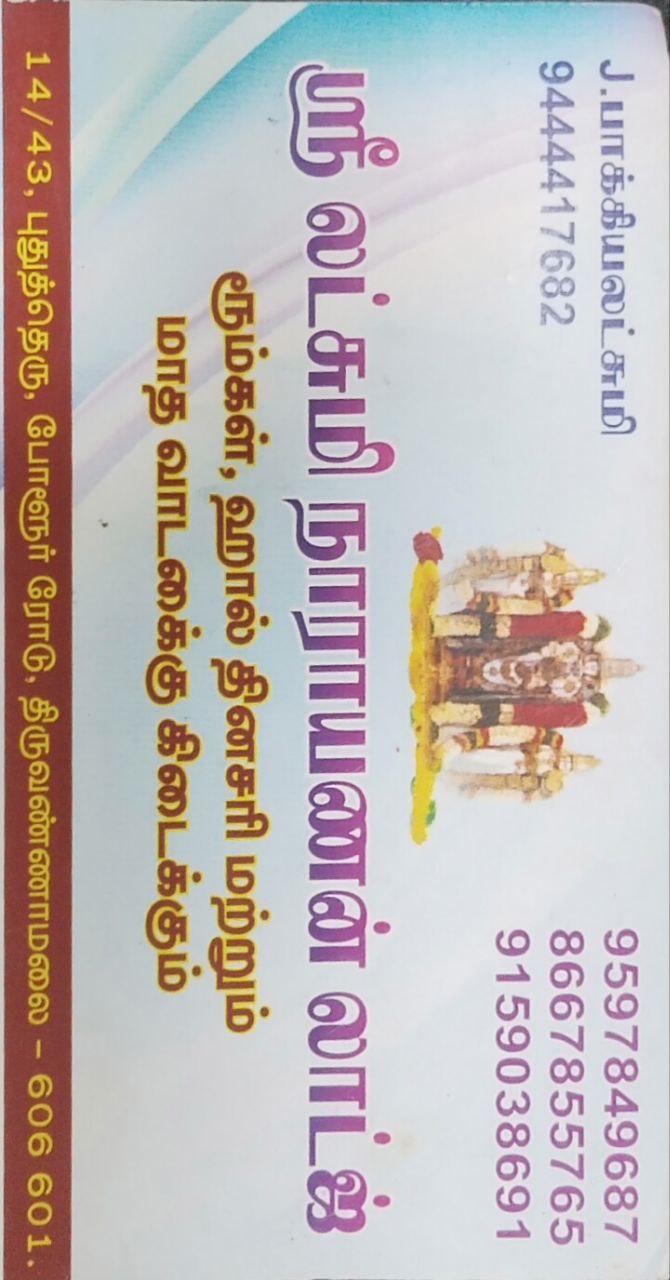 J.பாக்கியலட்சுமி
9444417682
9597849687
8667855765
9159038691
ஸ்ரீ லட்சுமி நாராயணன் லாட்ஜ்
ரூம்கள், ஹால் தினசரி மற்றும்
மாத வாடகைக்கு கிடைக்கும்
14/43, புதுத்தெரு, போளூர் ரோடு, திருவண்ணாமலை - 606 601.